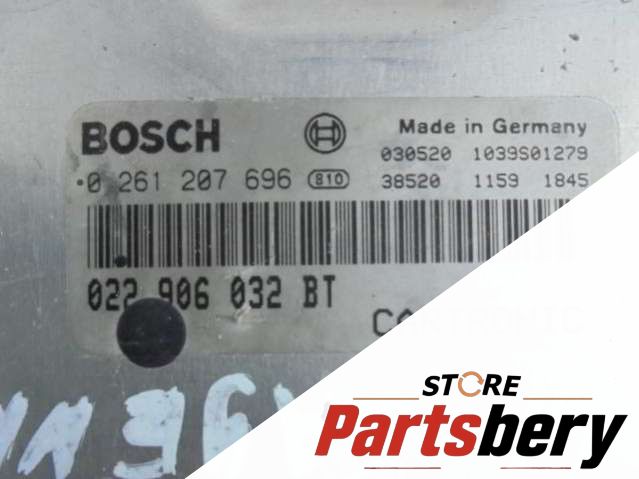 BOSCH
Made in Germany
030520 1039S01279
0 261 207 696 810 38520 1159 1845
022 906 032 BT
STORE
Partsbery